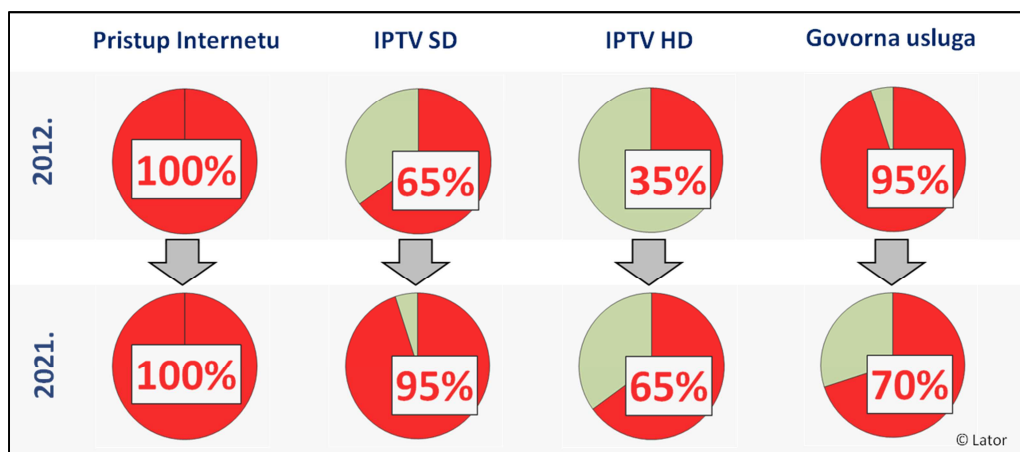 Pristup Internetu
IPTV SD
IPTV HD
Govorna usluga
2012.
100%
65%
35%
95%
2021.
100%
95%
65%
70%
© Lator